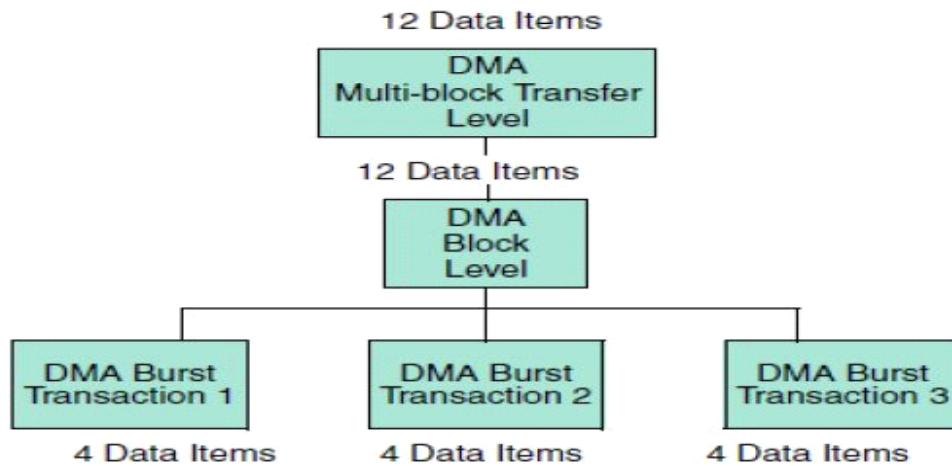 12 Data Items
DMA
Multi-block Transfer
Level
12 Data Items
DMA
Block
Level
DMA Burst
Transaction 1
DMA Burst
Transaction 2
DMA Burst
Transaction 3
4 Data Items
4 Data Items
4 Data Items